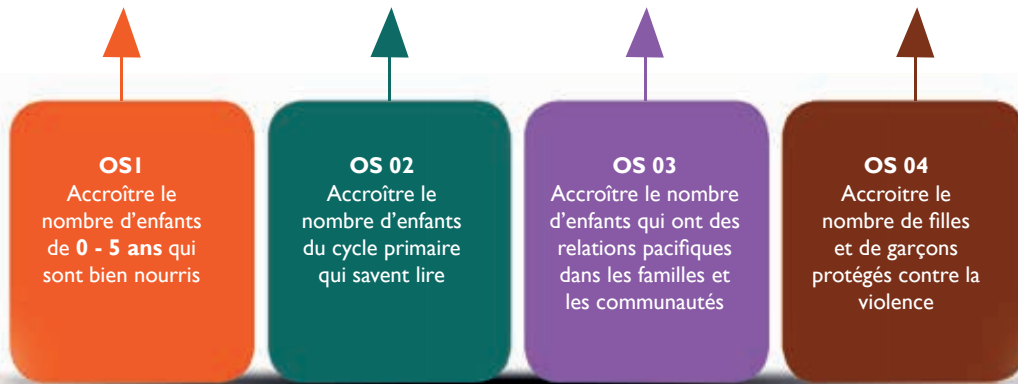 OS1
Accroître le
nombre d'enfants
de 0 - 5 ans qui
sont bien nourris
OS 02
Accroître le
nombre d'enfants
du cycle primaire
qui savent lire
OS 03
Accroître le nombre
d'enfants qui ont des
relations pacifiques
dans les familles et
les communautés
OS 04
Accroitre le
nombre de filles
et de garçons
protégés contre la
violence